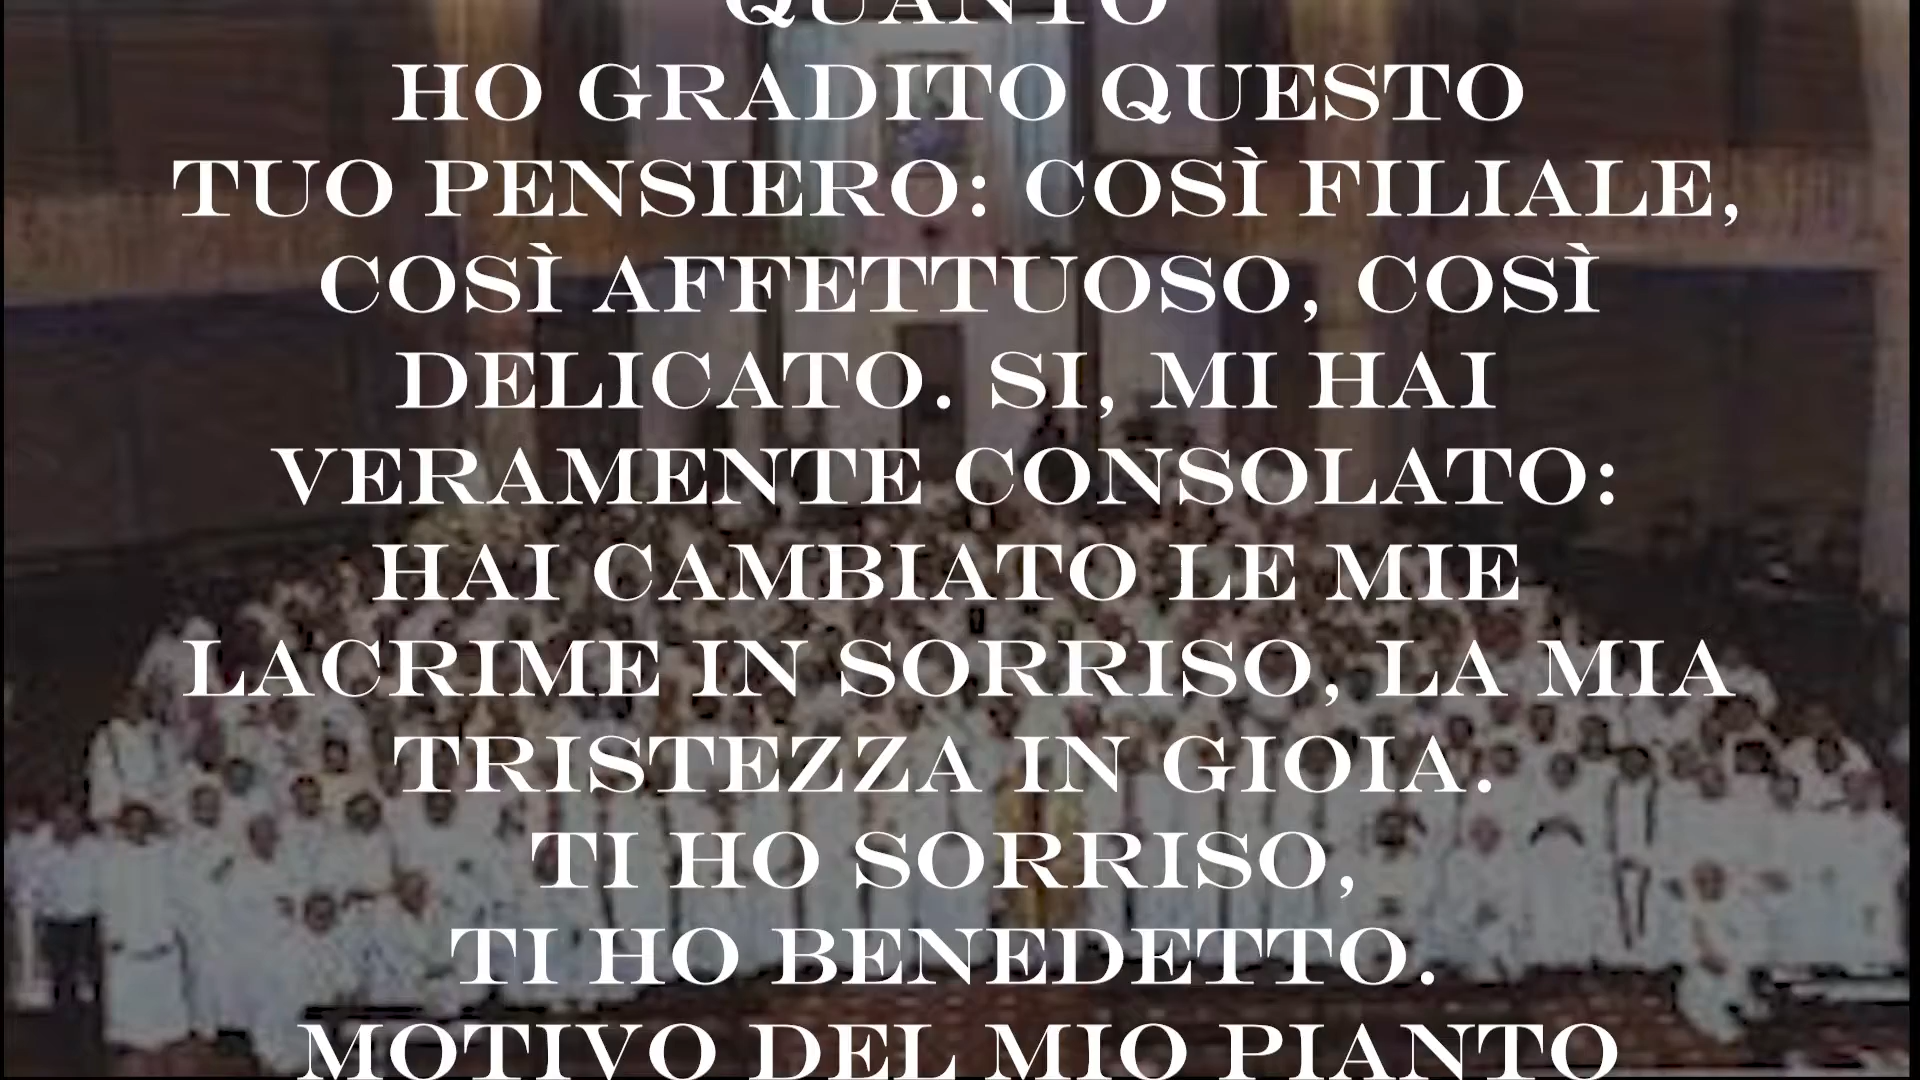 QUANTO
HO GRADITO QUESTO
TUO PENSIERO: COSÌ FILIALE,
COSÌ AFFETTUOSO, COSÌ
DELICATO. SI, MI HAI
VERAMENTE CONSOLATO:
HAI CAMBIATO LE MIE
LACRIME IN SORRISO, LA MIA
TRISTEZZA IN GIOIA.
TI HO SORRISO,
TI HO BENEDETTO.
MOTIVO DEL MIO PIANTO